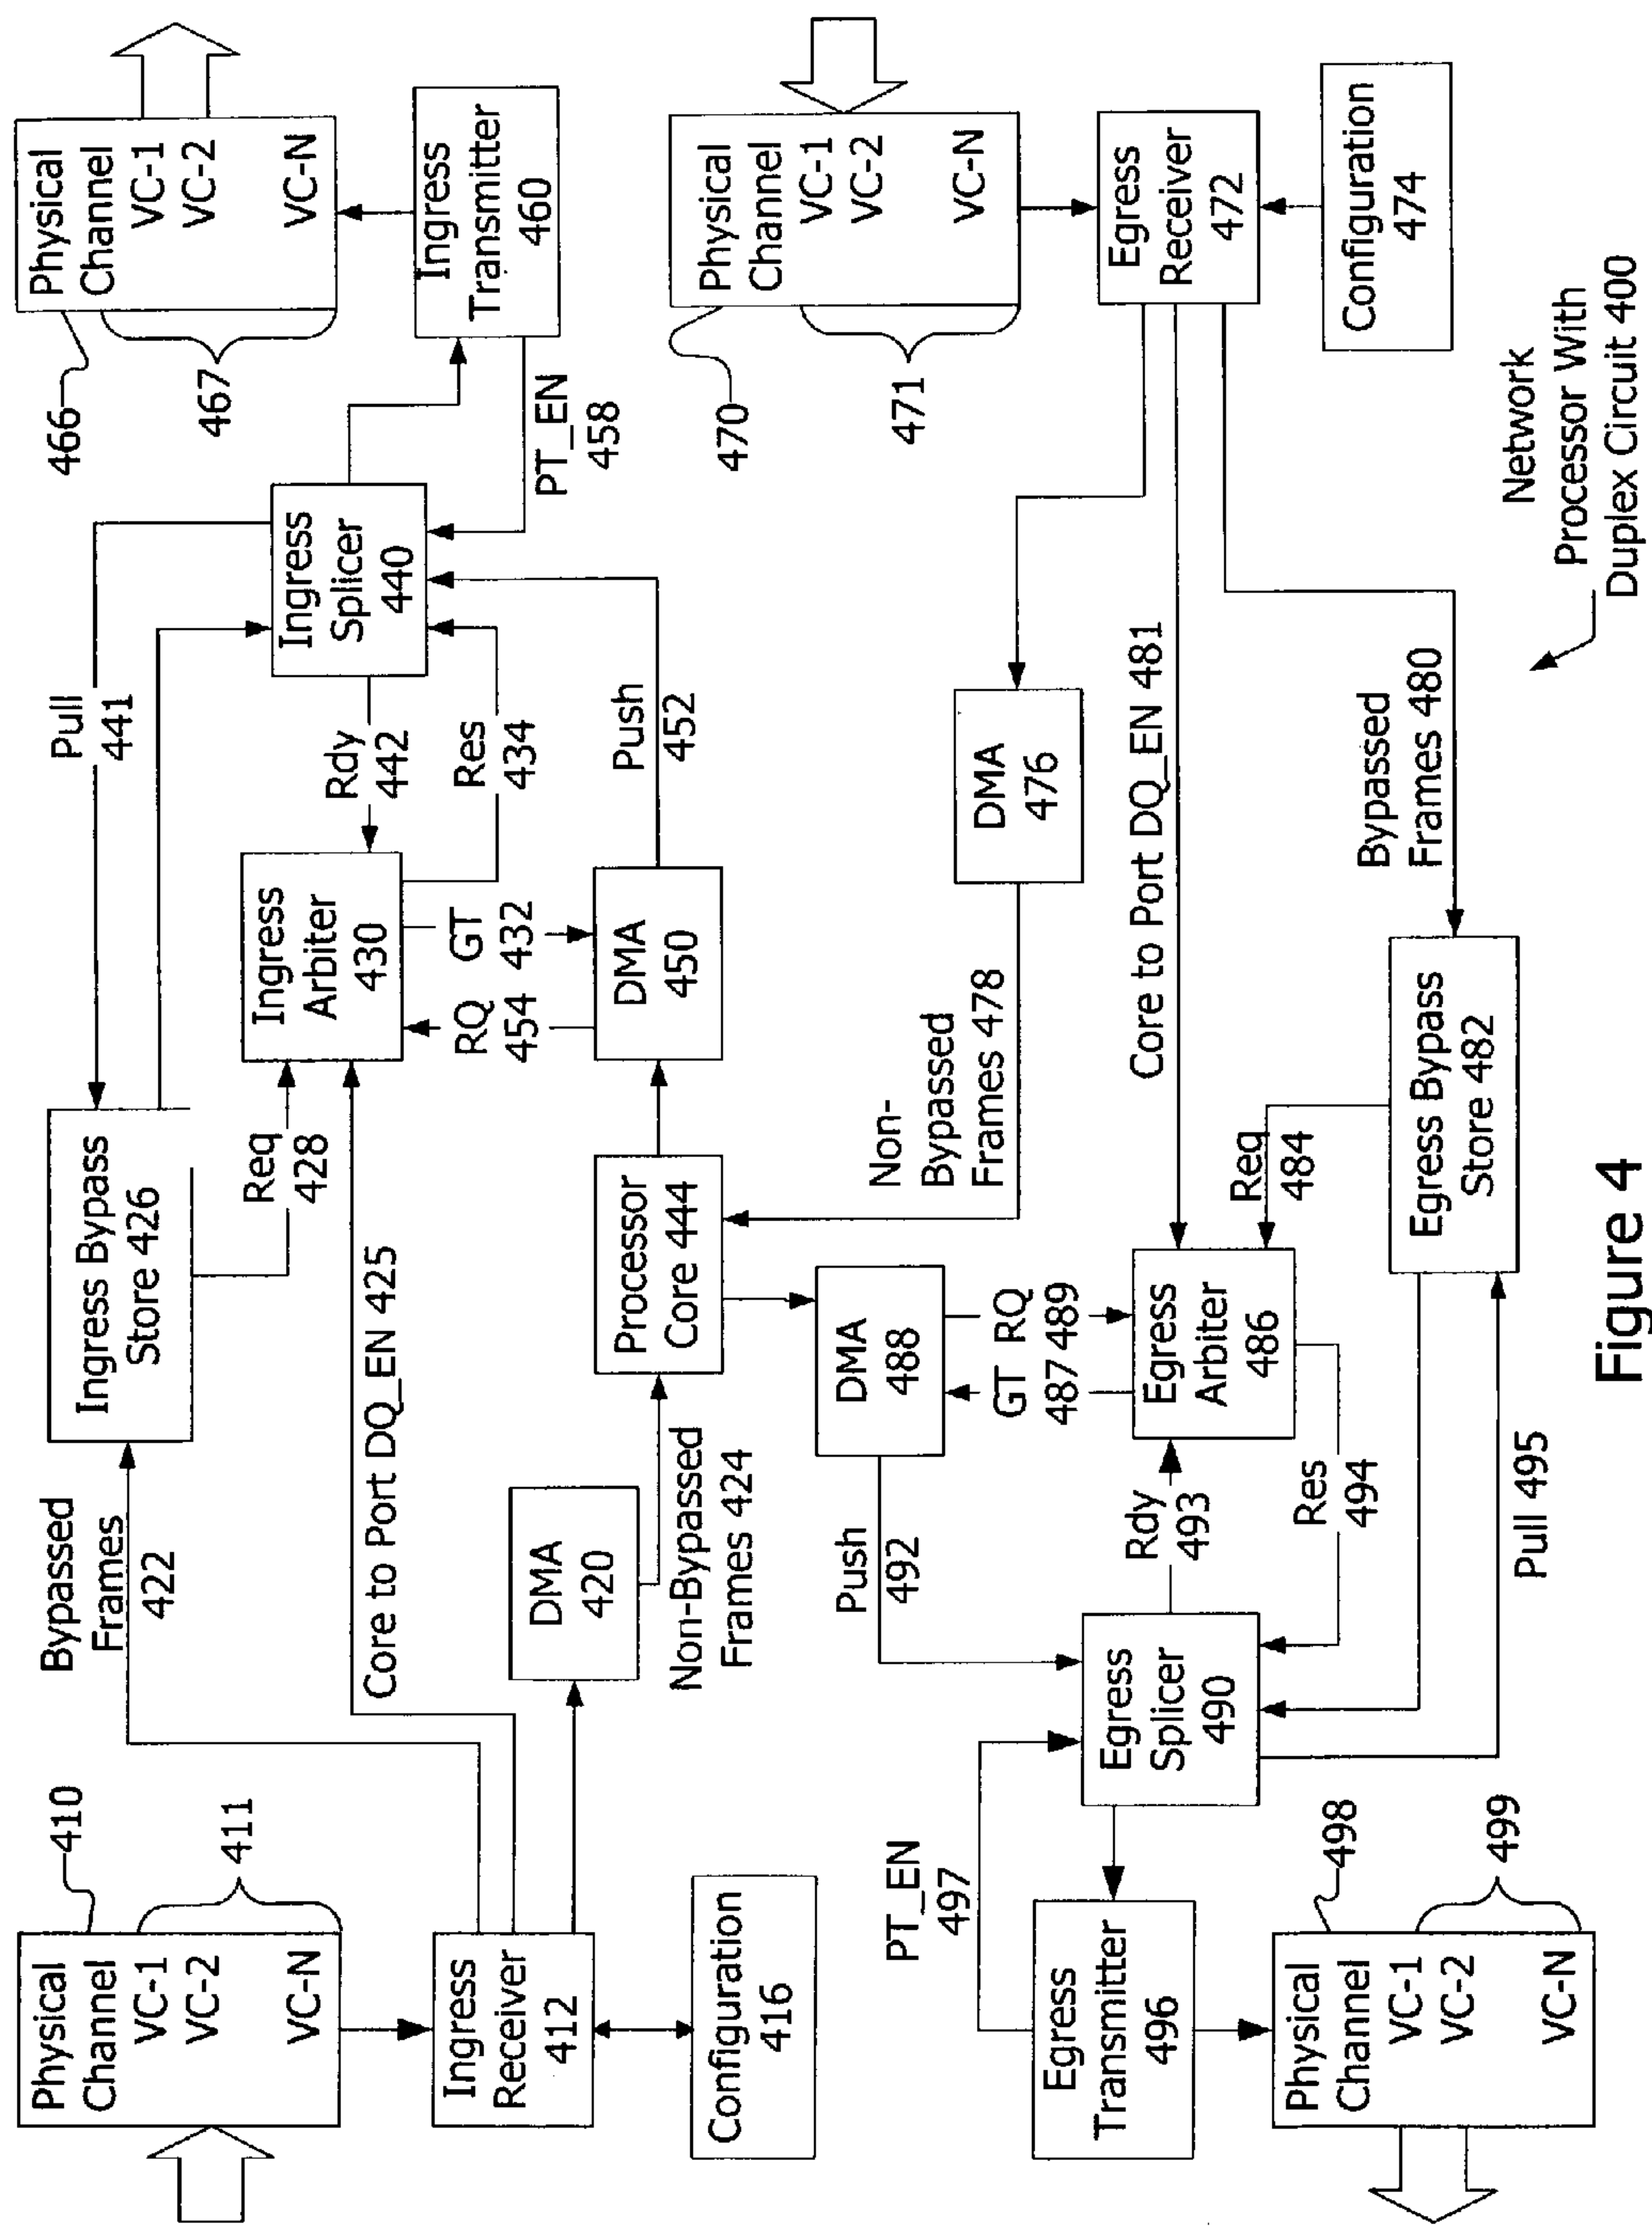 Physical
Channel
VC-1
VC-2
VC-N
410
411
Ingress
Receiver
412
Configuration
416
Bypassed
Frames
422
Core to Port DQ_EN 425
DMA
420
Non-Bypassed
Frames 424
Ingress Bypass
Store 426
Req
428
Pull
441
Ingress
Arbiter
430
RQ
454
GT
432
Rdy
442
Res
434
Processor
Core 444
DMA
450
Push
452
Ingress
Splicer
440
PT_EN
458
Ingress
Transmitter
460
Physical
Channel
VC-1
VC-2
VC-N
466
467
Physical
Channel
VC-1
VC-2
VC-N
470
471
Egress
Receiver
472
Configuration
474
DMA
476
Non-
Bypassed
Frames 478
Core to Port DQ_EN 481
Bypassed
Frames 480
Egress Bypass
Store 482
Req
484
DMA
488
GT RQ
487 489
Egress
Arbiter
486
Push
492
Rdy
493
Res
494
Pull 495
Egress
Splicer
490
PT_EN
497
Egress
Transmitter
496
Physical
Channel
VC-1
VC-2
VC-N
498
499
Network
Processor With
Duplex Circuit 400
Figure 4